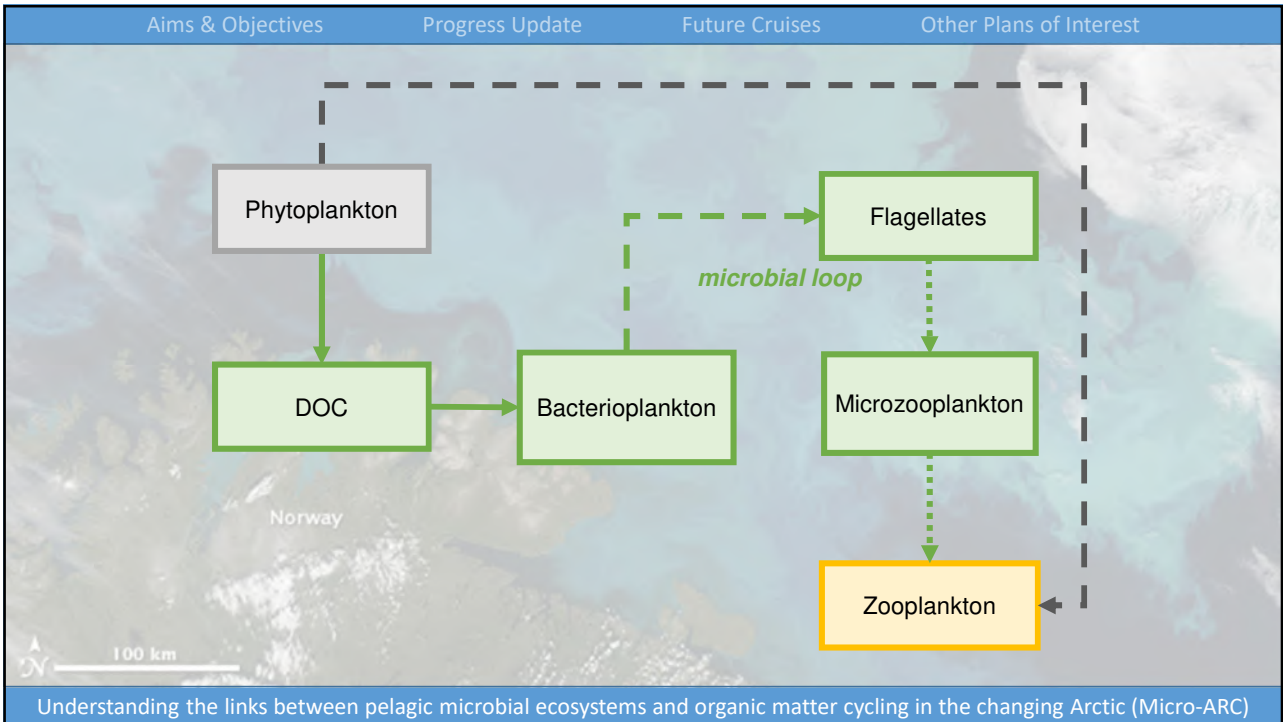 Aims & Objectives Progress Update Future Cruises Other Plans of Interest
Phytoplankton
Flagellates
microbial loop
DOC
Bacterioplankton
Microzooplankton
Norway
Zooplankton
100 km
N
Understanding the links between pelagic microbial ecosystems and organic matter cycling in the changing Arctic (Micro-ARC)